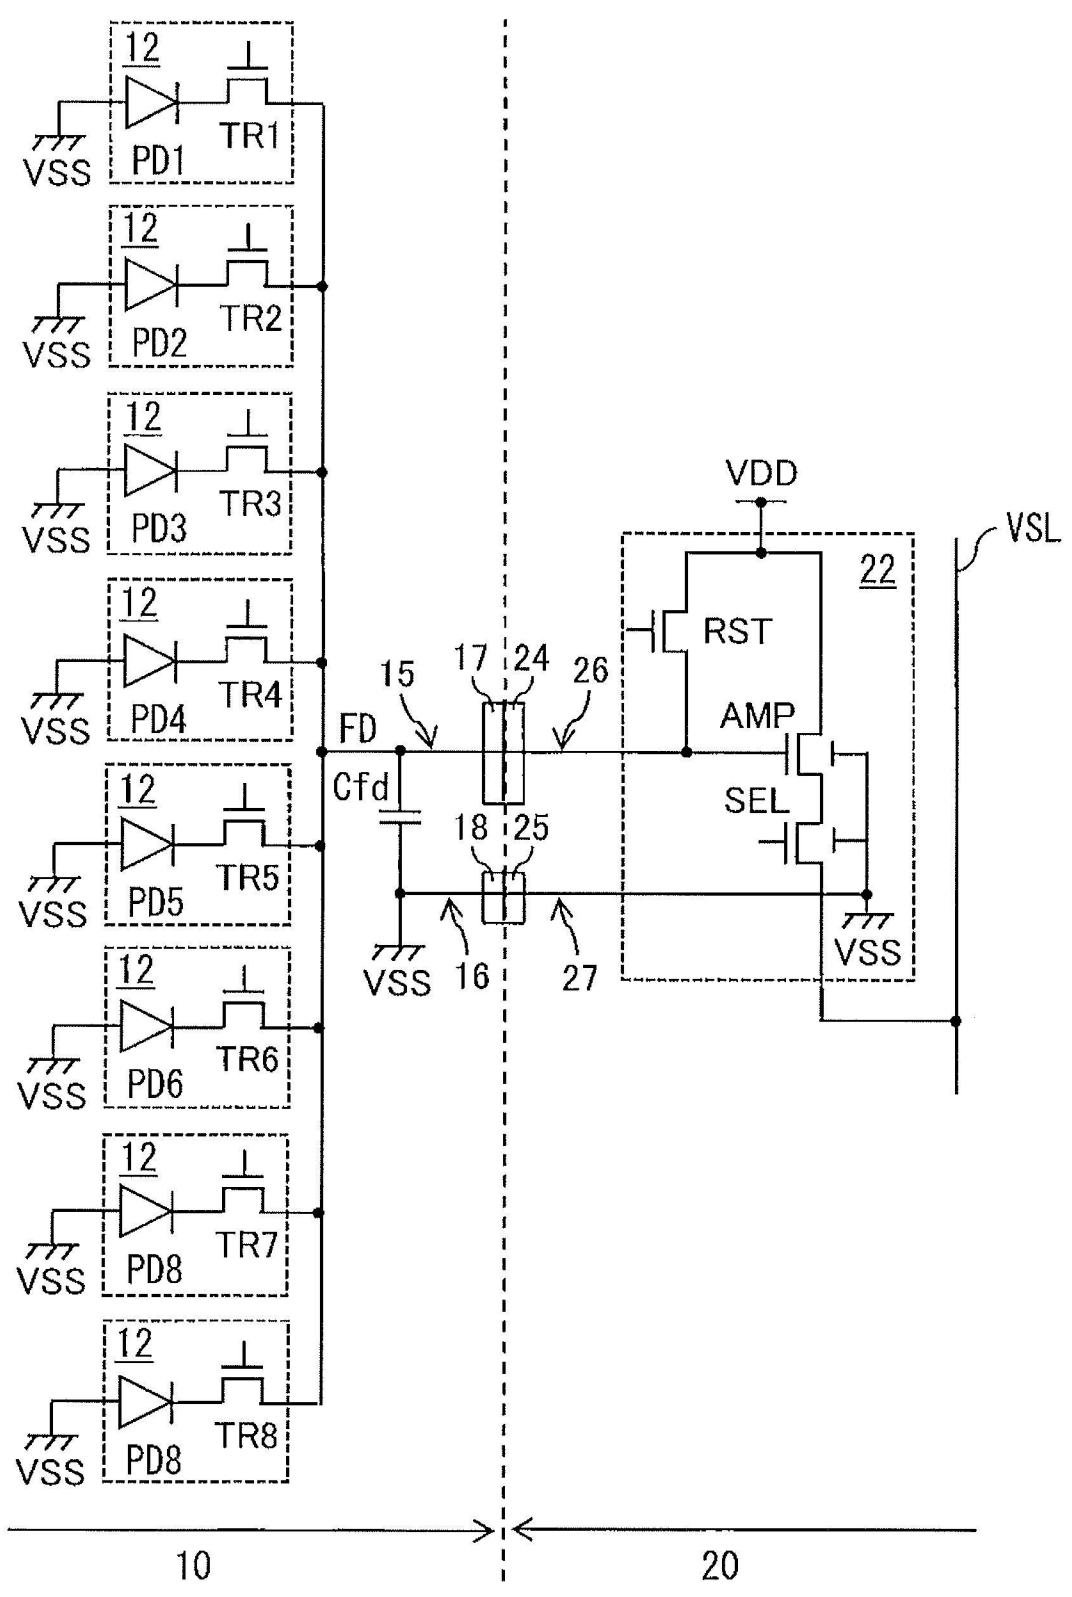 12
TR1
PD1
VSS
12
TR2
PD2
VSS
12
TR3
PD3
VSS
VDD
VSL
22
12
TR4
PD4
VSS
RST
17 24
15
26
FD
AMP
Cfd
SEL
18 25
12
TR5
PD5
VSS
16
27
VSS
VSS
12
TR6
PD6
VSS
12
TR7
PD8
VSS
12
TR8
PD8
VSS
10
20